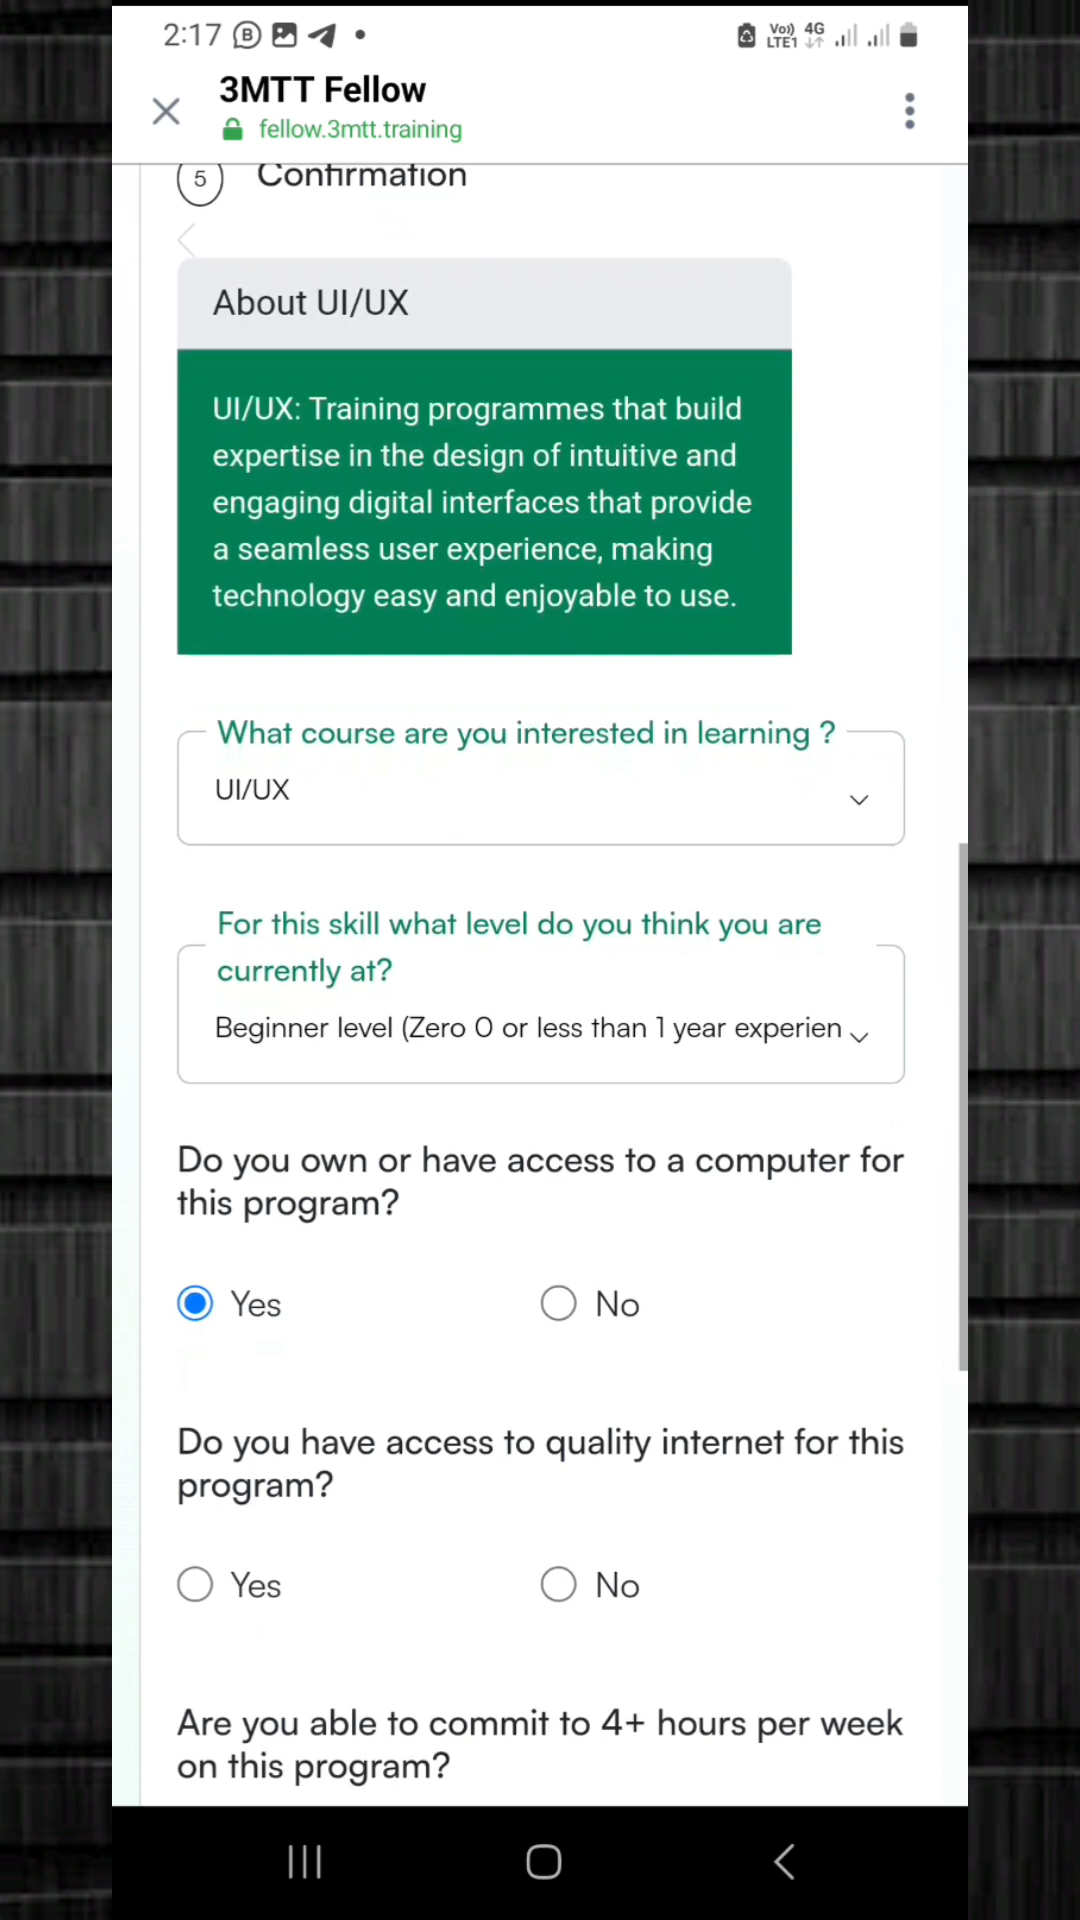 2:17
Vo)) 4G
LTE1
3MTT Fellow
fellow.3mtt.training
5 Confirmation
About UI/UX
UI/UX: Training programmes that build
expertise in the design of intuitive and
engaging digital interfaces that provide
a seamless user experience, making
technology easy and enjoyable to use.
What course are you interested in learning ?
UI/UX
For this skill what level do you think you are
currently at?
Beginner level (Zero 0 or less than 1 year experien
Do you own or have access to a computer for
this program?
Yes No
Do you have access to quality internet for this
program?
Yes No
Are you able to commit to 4+ hours per week
on this program?